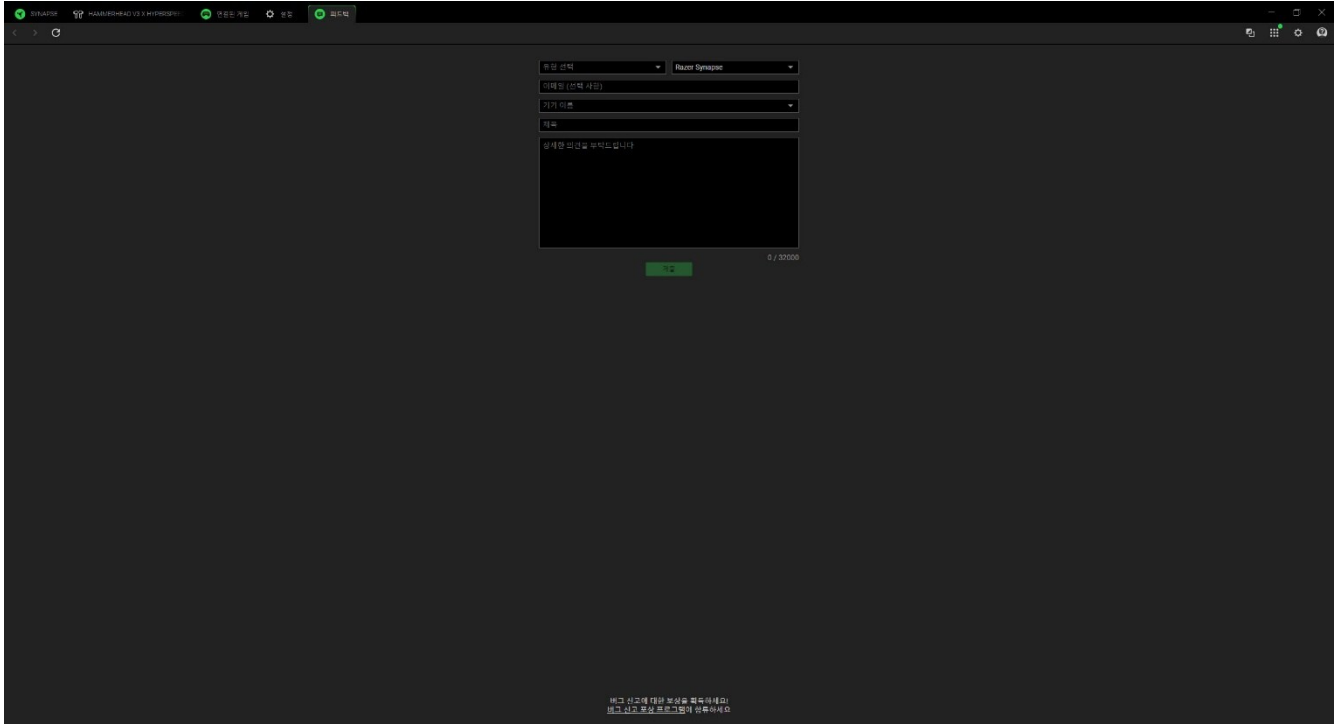 SYNAPSE
HAMMERHEAD V3 X HYPERSPEE
연결된 게임
설정
피드백
유형 선택
Razer Synapse
이메일 (선택 사항)
기기 이름
제목
상세한 의견을 부탁드립니다
0 / 32000
제출
버그 신고에 대한 보상을 획득하세요!
버그 신고 포상 프로그램에 합류하세요